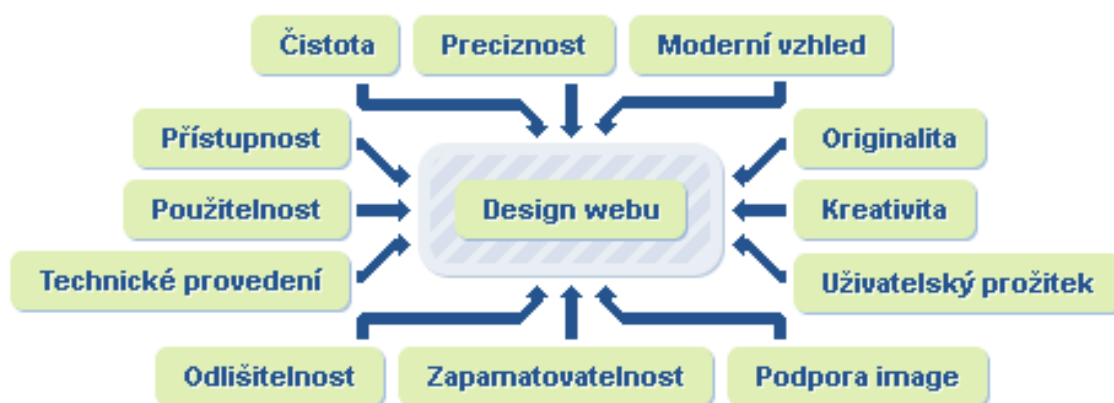 Čistota
Preciznost
Moderní vzhled
Přístupnost
Originalita
Použitelnost
Design webu
Kreativita
Technické provedení
Uživatelský prožitek
Odlišitelnost
Zapamatovatelnost
Podpora image